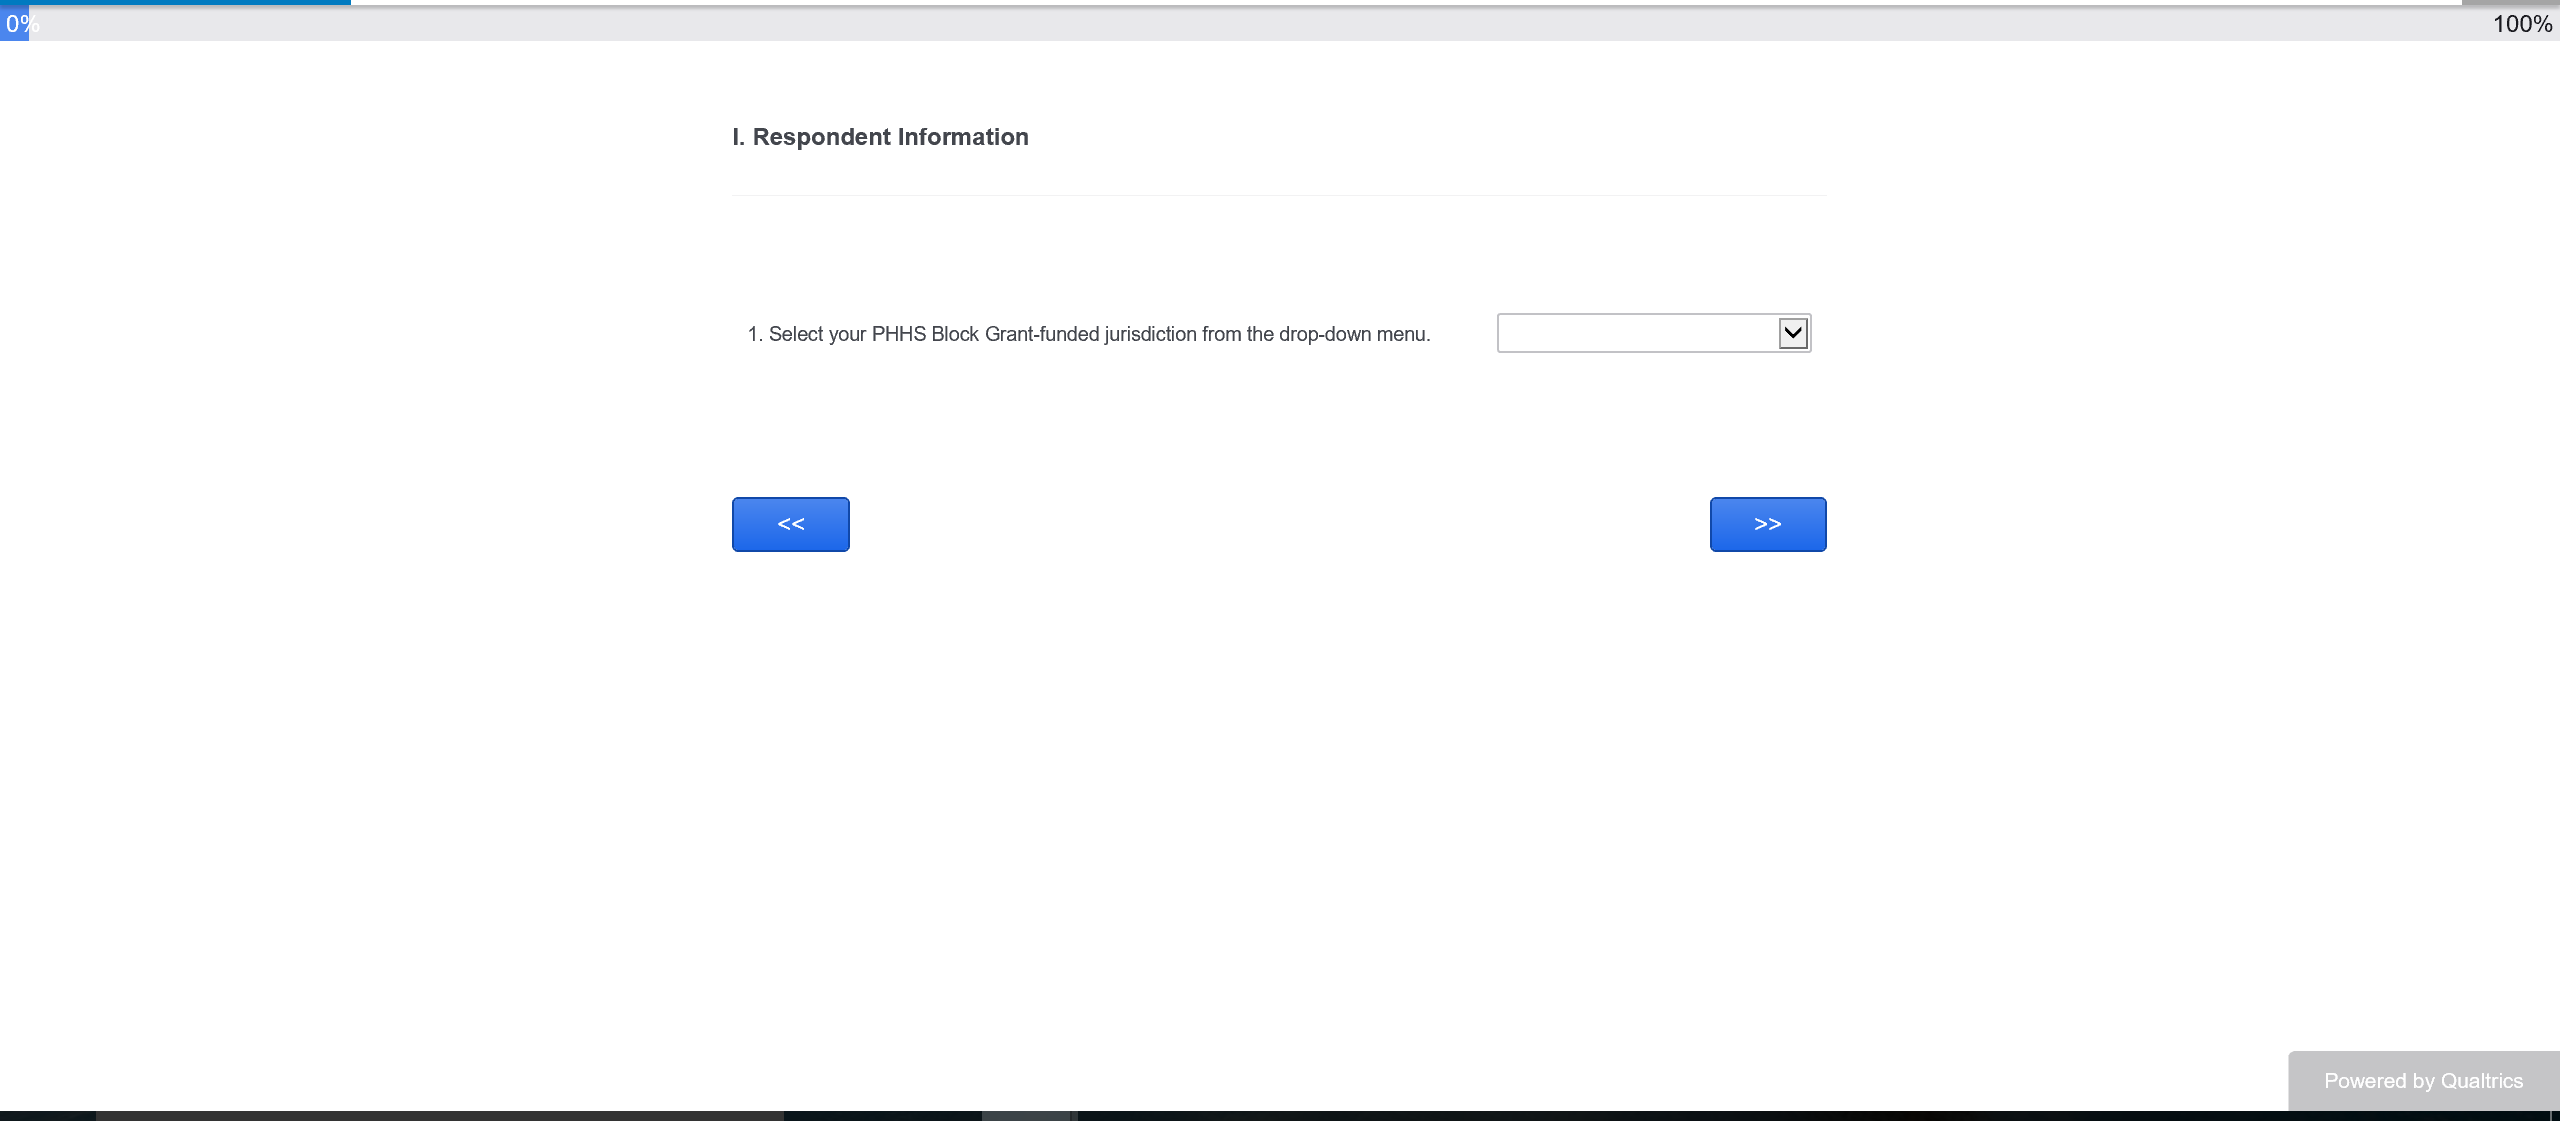 0%
100%
I. Respondent Information
1. Select your PHHS Block Grant-funded jurisdiction from the drop-down menu.
<<
>>
Powered by Qualtrics